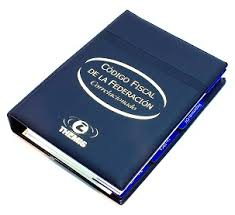 CÓDIGO FISCAL
DE LA FEDERACIÓN
Correlacionado
THEMIS